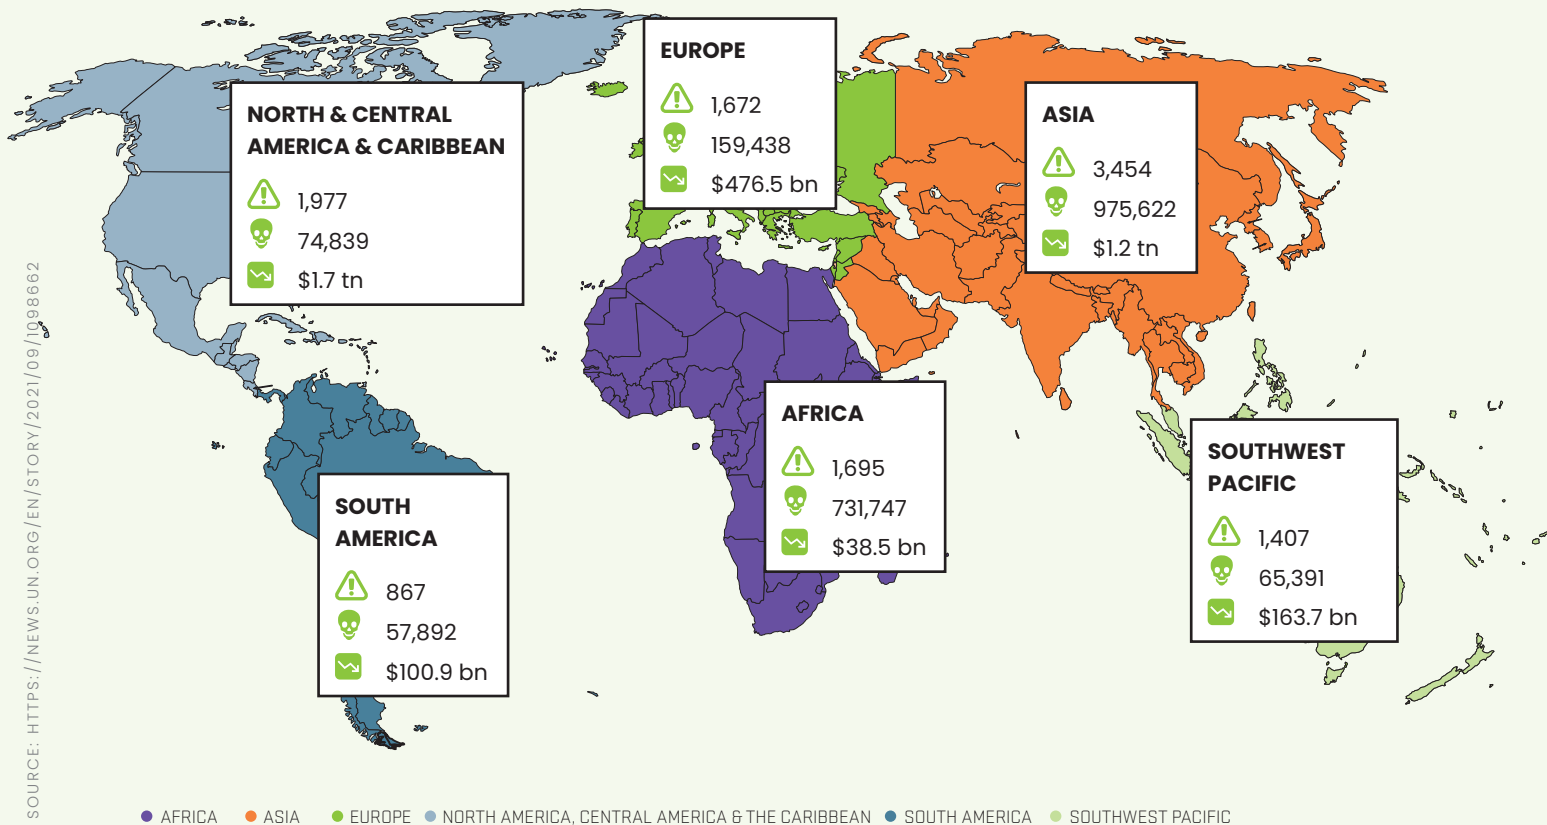 EUROPE
1,672
159,438
$476.5 bn
NORTH & CENTRAL
AMERICA & CARIBBEAN
1,977
74,839
$1.7 tn
ASIA
3,454
975,622
$1.2 tn
AFRICA
1,695
731,747
$38.5 bn
SOUTHWEST
PACIFIC
1,407
65,391
$163.7 bn
SOUTH
AMERICA
867
57,892
$100.9 bn
SOURCE: HTTPS://NEWS.UN.ORG/EN/STORY/2021/09/1098662
AFRICA ASIA EUROPE NORTH AMERICA, CENTRAL AMERICA & THE CARIBBEAN SOUTH AMERICA SOUTHWEST PACIFIC